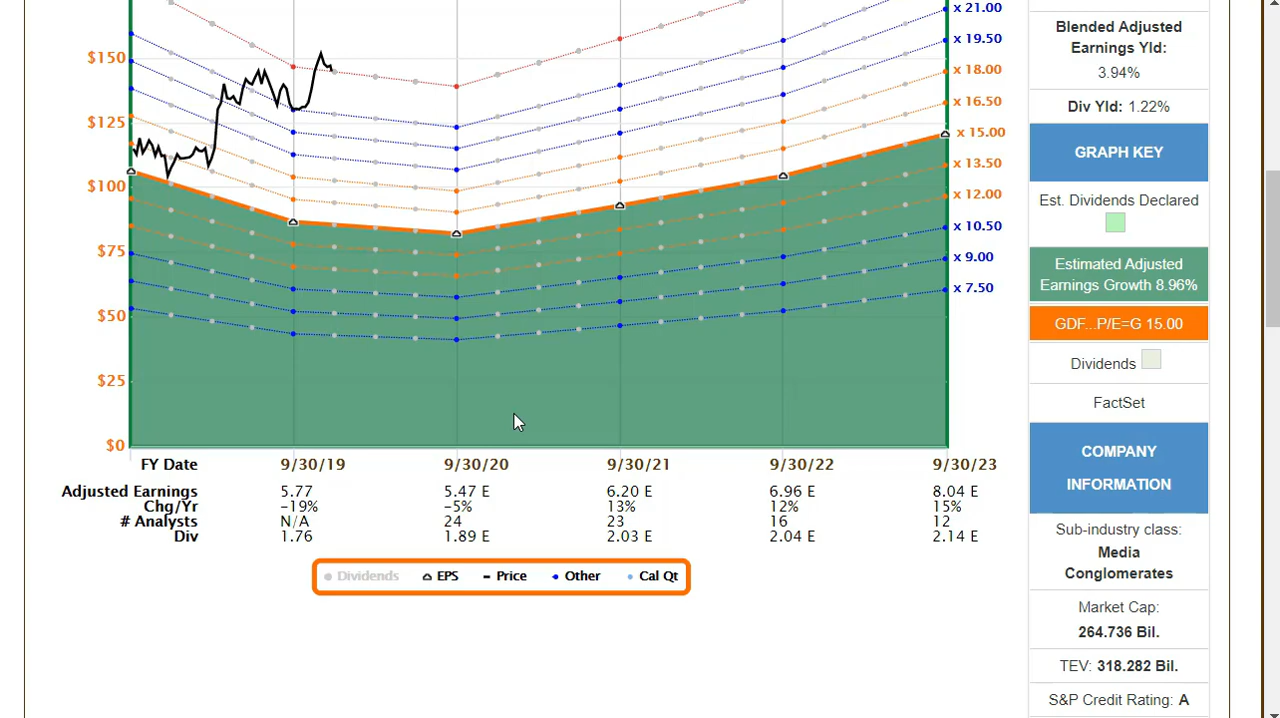 $150
$125
$100
$75
$50
$25
$0
x 21.00
x 19.50
x 18.00
x 16.50
x 15.00
x 13.50
x 12.00
x 10.50
x 9.00
x 7.50
FY Date 9/30/19 9/30/20 9/30/21 9/30/22 9/30/23
Adjusted Earnings 5.77 5.47 E 6.20 E 6.96 E 8.04 E
Chg/Yr -19% -5% 13% 12% 15%
# Analysts N/A 24 23 16 12
Div 1.76 1.89 E 2.03 E 2.04 E 2.14 E
Dividends EPS Price Other Cal Qt
Blended Adjusted
Earnings Yld:
3.94%
Div Yld: 1.22%
GRAPH KEY
Est. Dividends Declared
Estimated Adjusted
Earnings Growth 8.96%
GDF...P/E=G 15.00
Dividends
FactSet
COMPANY
INFORMATION
Sub-industry class:
Media
Conglomerates
Market Cap:
264.736 Bil.
TEV: 318.282 Bil.
S&P Credit Rating: A